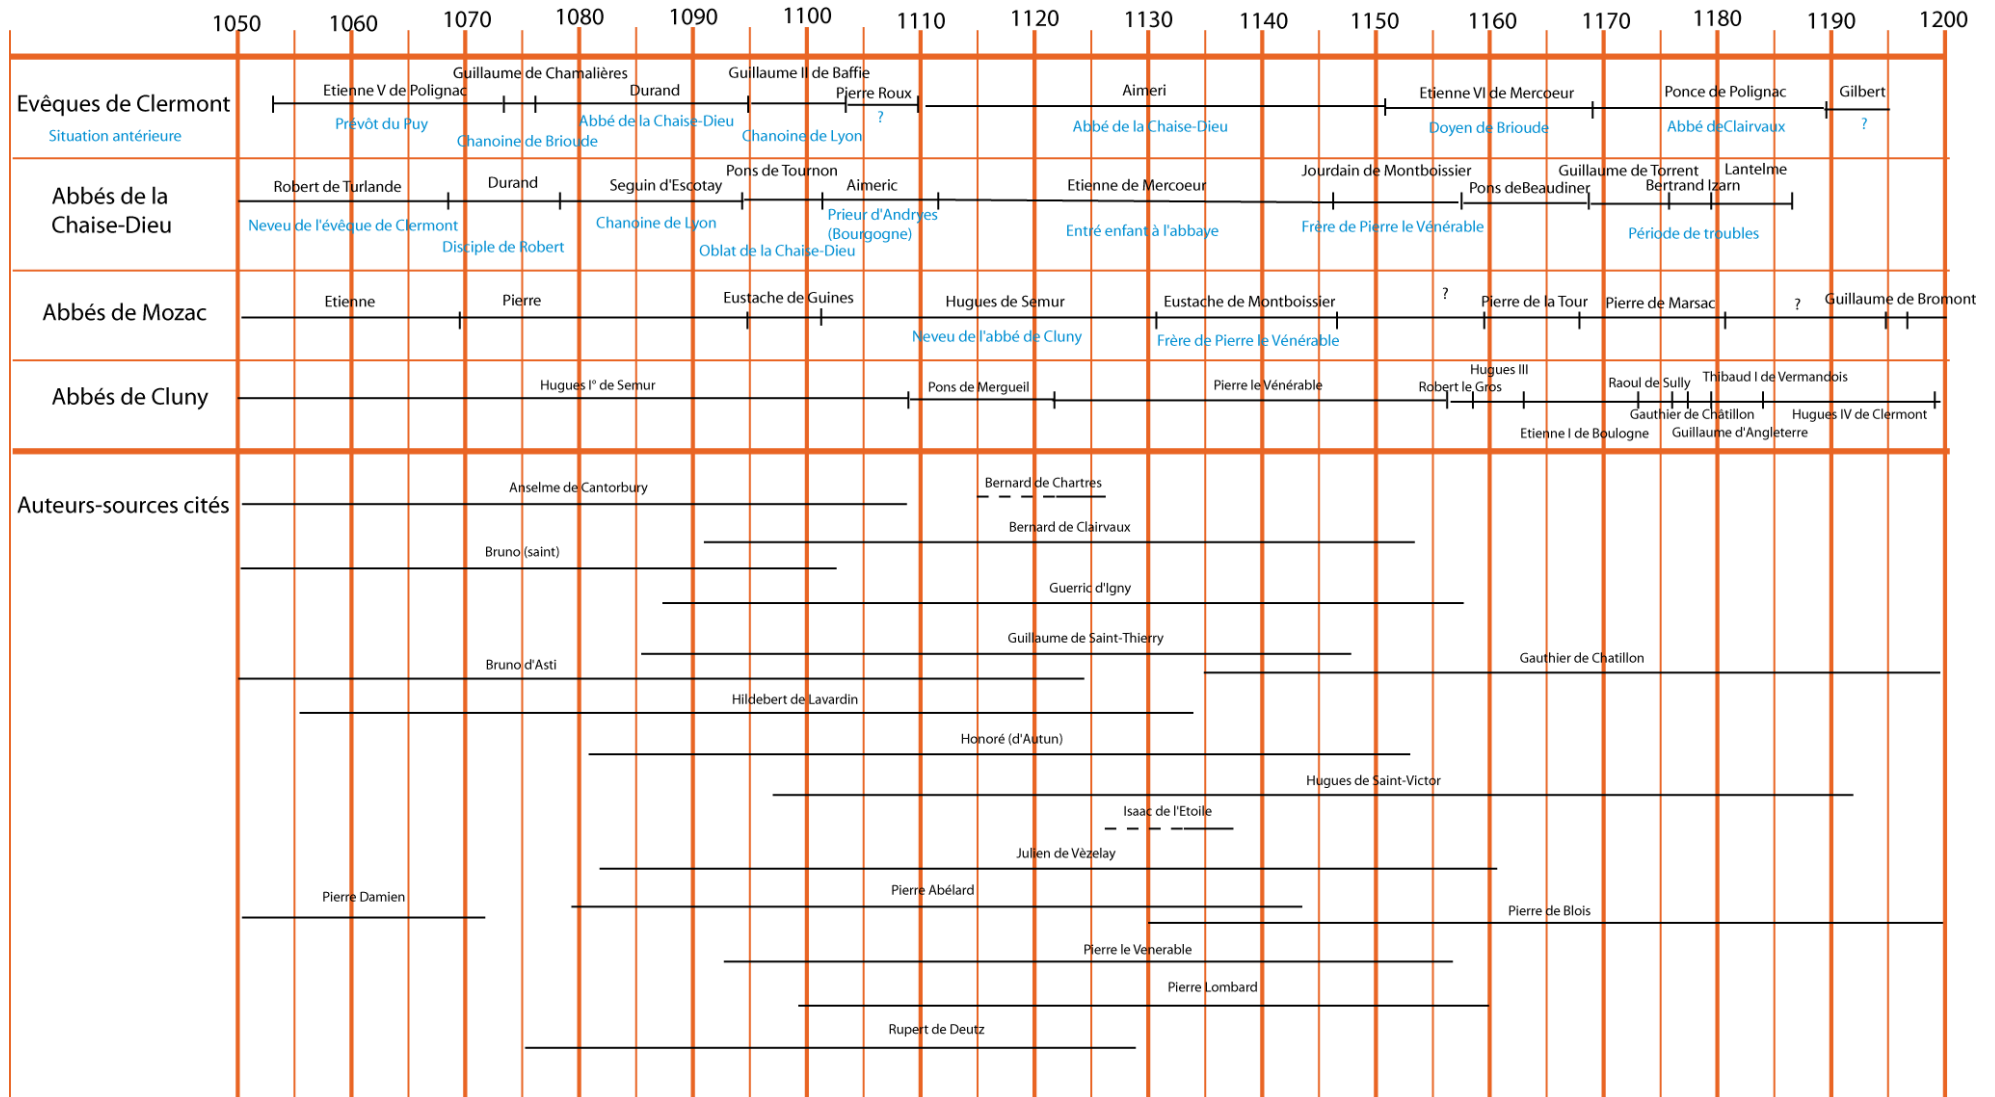 1050 1060 1070 1080 1090 1100 1110 1120 1130 1140 1150 1160 1170 1180 1190 1200
Evêques de Clermont
Situation antérieure
Etienne V de Polignac
Prévôt du Puy
Guillaume de Chamalières
Chanoine de Brioude
Durand
Abbé de la Chaise-Dieu
Guillaume II de Baffie
Chanoine de Lyon
Pierre Roux
?
Aimeri
Abbé de la Chaise-Dieu
Etienne VI de Mercoeur
Doyen de Brioude
Ponce de Polignac
Abbé deClairvaux
Gilbert
?
Abbés de la
Chaise-Dieu
Robert de Turlande
Neveu de l'évêque de Clermont
Durand
Disciple de Robert
Seguin d'Escotay
Chanoine de Lyon
Pons de Tournon
Oblat de la Chaise-Dieu
Aimeric
Prieur d'Andryes
(Bourgogne)
Etienne de Mercoeur
Entré enfant à l'abbaye
Jourdain de Montboissier
Frère de Pierre le Vénérable
Pons deBeaudiner
Guillaume de Torrent
Bertrand Izarn
Lantelme
Période de troubles
Abbés de Mozac
Etienne
Pierre
Eustache de Guines
Hugues de Semur
Neveu de l'abbé de Cluny
Eustache de Montboissier
Frère de Pierre le Vénérable
?
Pierre de la Tour
Pierre de Marsac
?
Guillaume de Bromont
Abbés de Cluny
Hugues I° de Semur
Pons de Mergueil
Pierre le Vénérable
Robert le Gros
Hugues III
Etienne I de Boulogne
Raoul de Sully
Gauthier de Châtillon
Guillaume d'Angleterre
Thibaud I de Vermandois
Hugues IV de Clermont
Auteurs-sources cités
Anselme de Cantorbury
Bernard de Chartres
Bernard de Clairvaux
Bruno (saint)
Guerric d'Igny
Guillaume de Saint-Thierry
Gauthier de Chatillon
Bruno d'Asti
Hildebert de Lavardin
Honoré (d'Autun)
Hugues de Saint-Victor
Isaac de l'Etoile
Julien de Vèzelay
Pierre Abélard
Pierre Damien
Pierre de Blois
Pierre le Venerable
Pierre Lombard
Rupert de Deutz